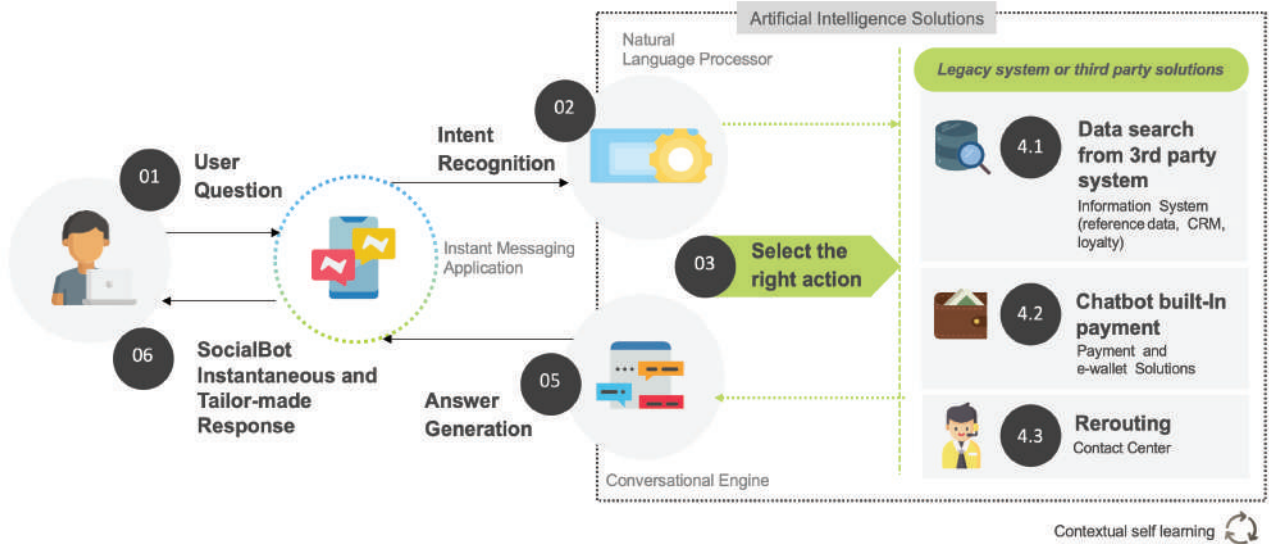 Artificial Intelligence Solutions
Natural
Language Processor
Legacy system or third party solutions
01
User
Question
Intent
Recognition
02
Instant Messaging
Application
03
Select the
right action
4.1
Data search
from 3rd party
system
Information System
(reference data, CRM,
loyalty)
4.2
Chatbot built-In
payment
Payment and
e-wallet Solutions
4.3
Rerouting
Contact Center
05
Answer
Generation
Conversational Engine
06
SocialBot
Instantaneous and
Tailor-made
Response
Contextual self learning